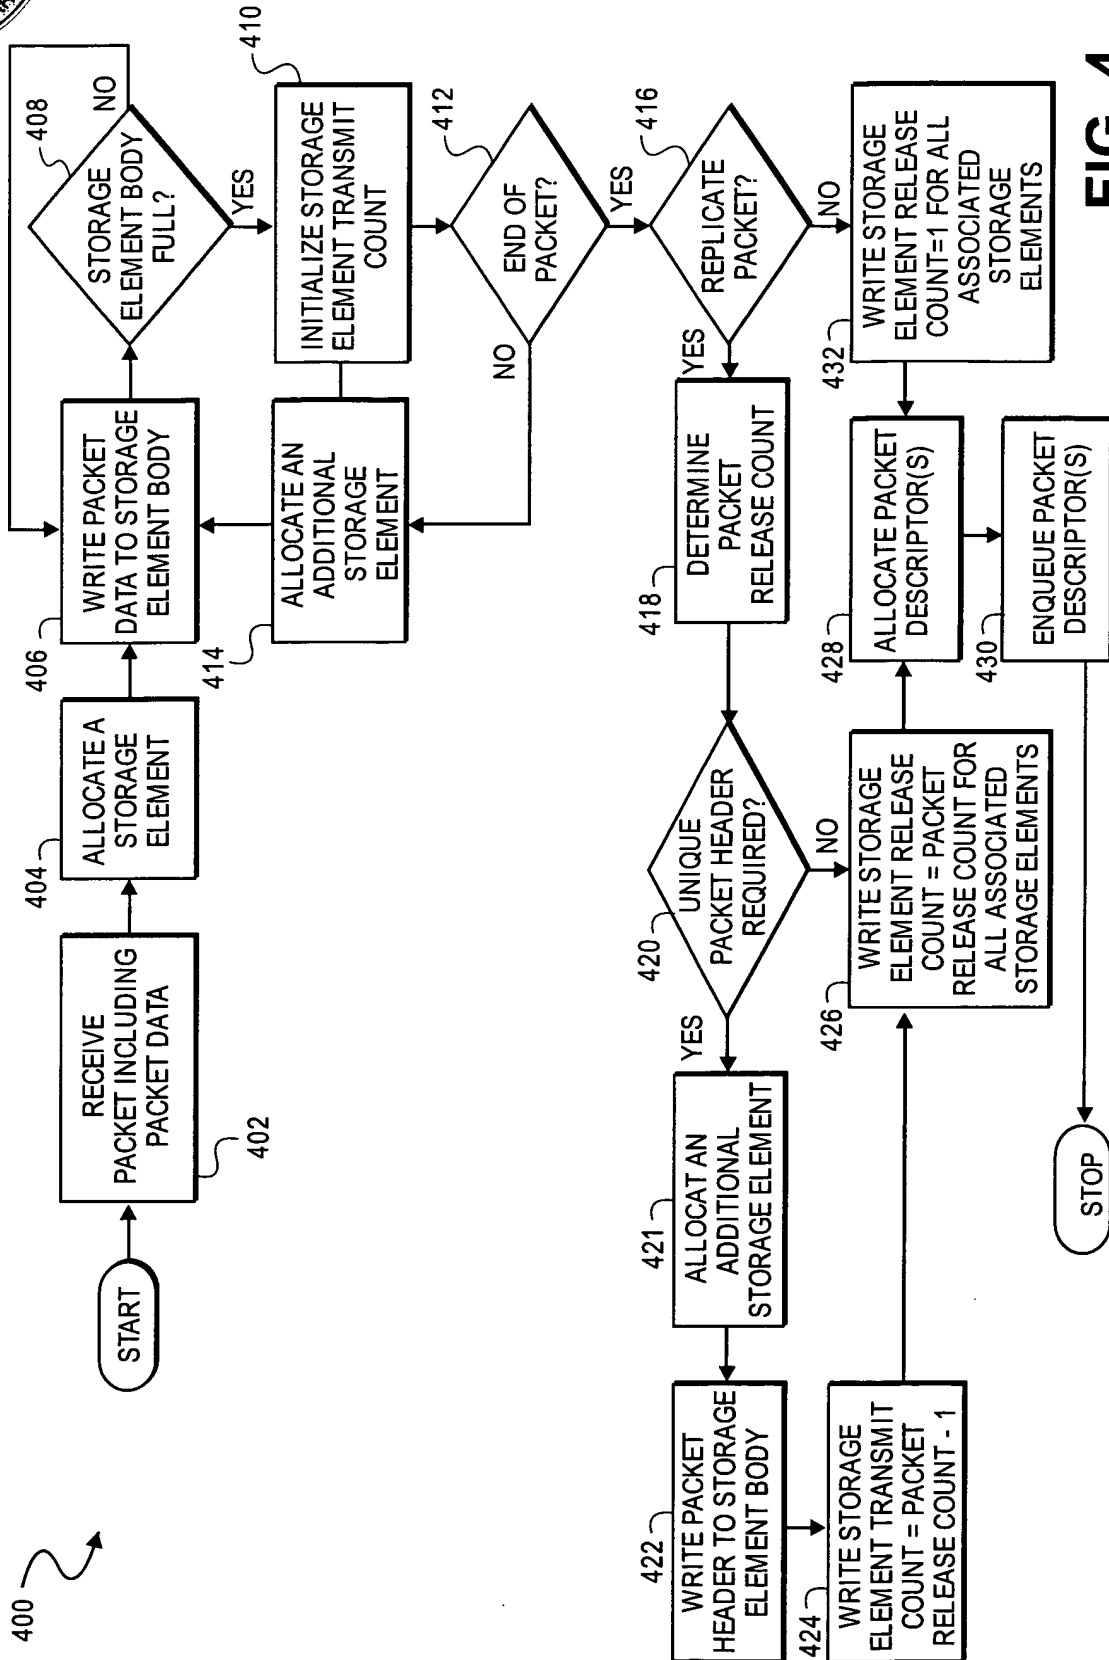 400
START
RECEIVE
PACKET INCLUDING
PACKET DATA
402
404
ALLOCATE A
STORAGE
ELEMENT
406
WRITE PACKET
DATA TO STORAGE
ELEMENT BODY
408
STORAGE
ELEMENT BODY
FULL?
NO
YES
410
INITIALIZE STORAGE
ELEMENT TRANSMIT
COUNT
412
END OF
PACKET?
NO
YES
414
ALLOCATE AN
ADDITIONAL
STORAGE
ELEMENT
416
REPLICATE
PACKET?
YES
NO
418
DETERMINE
PACKET
RELEASE COUNT
420
UNIQUE
PACKET HEADER
REQUIRED?
YES
NO
421
ALLOCAT AN
ADDITIONAL
STORAGE ELEMENT
422
WRITE PACKET
HEADER TO STORAGE
ELEMENT BODY
424
WRITE STORAGE
ELEMENT TRANSMIT
COUNT = PACKET
RELEASE COUNT - 1
426
WRITE STORAGE
ELEMENT RELEASE
COUNT = PACKET
RELEASE COUNT FOR
ALL ASSOCIATED
STORAGE ELEMENTS
428
ALLOCATE PACKET
DESCRIPTOR(S)
430
ENQUEUE PACKET
DESCRIPTOR(S)
432
WRITE STORAGE
ELEMENT RELEASE
COUNT=1 FOR ALL
ASSOCIATED
STORAGE
ELEMENTS
STOP
FIG. 4